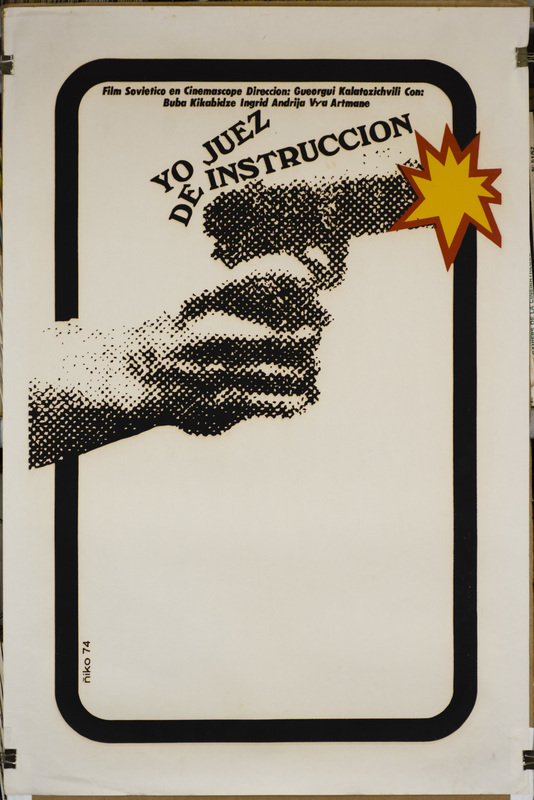 Film Sovietico en Cinemascope Direccion: Gueorgui Kalatozichvili Con:
Buba Kikabidze Ingrid Andrija Vya Artmane
YO JUEZ
DE INSTRUCCION
ñiko 74